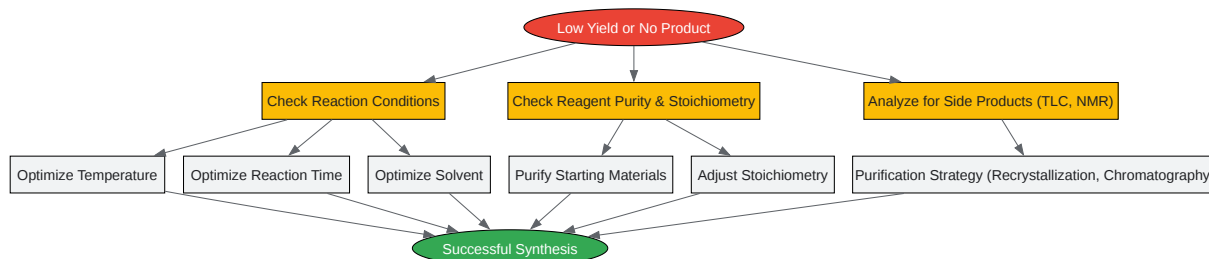 Low Yield or No Product
Check Reaction Conditions
Check Reagent Purity & Stoichiometry
Analyze for Side Products (TLC, NMR)
Optimize Temperature
Optimize Reaction Time
Optimize Solvent
Purify Starting Materials
Adjust Stoichiometry
Purification Strategy (Recrystallization, Chromatography
Successful Synthesis